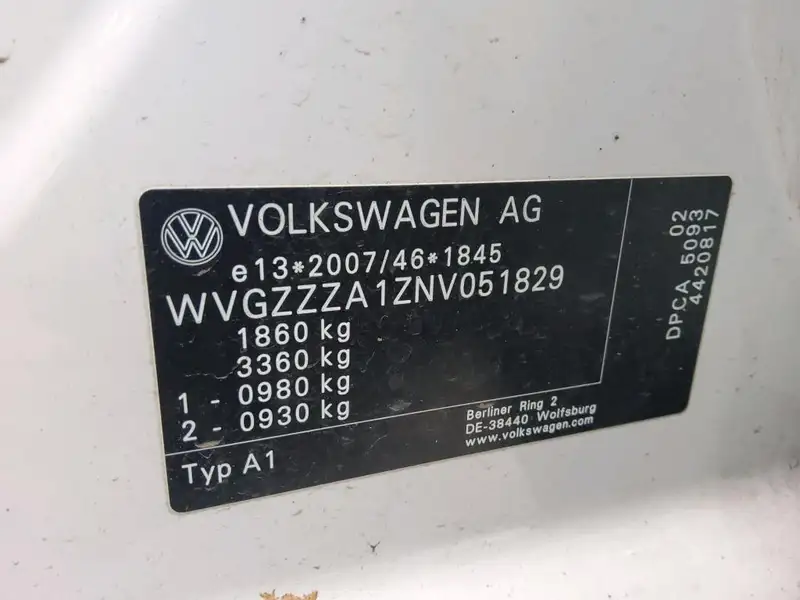 VOLKSWAGEN AG
e13*2007/46*1845
WVGZZZA1ZNV051829
1860 kg
3360 kg
1 - 0980 kg
2 - 0930 kg
Typ A1
Berliner Ring 2
DE-38440 Wolfsburg
www.volkswagen.com
02
DPCA 5093
4420817